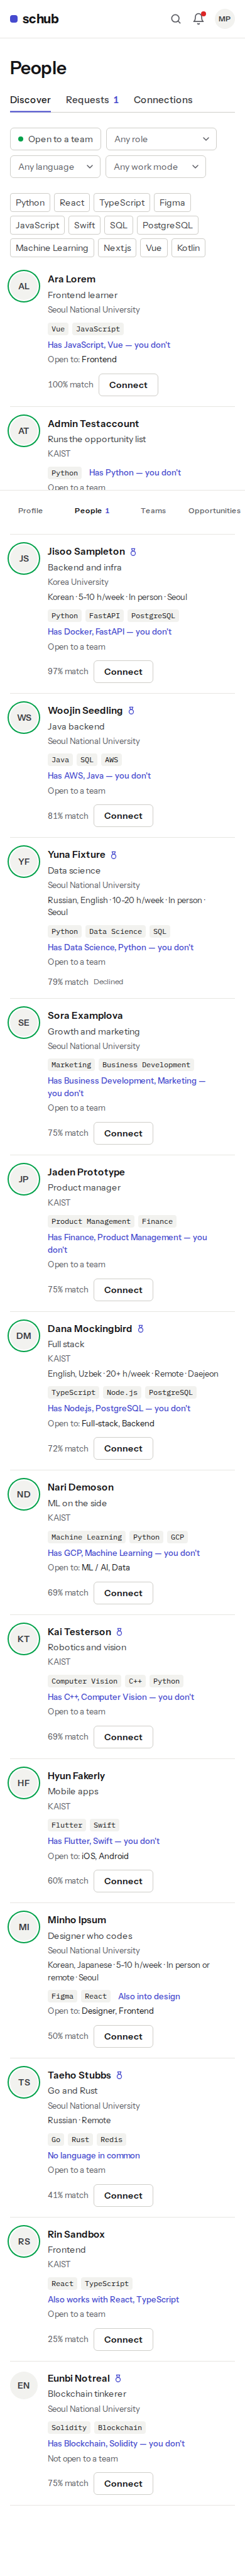 schub
MP
People
Discover Requests 1 Connections
Open to a team Any role
Any language Any work mode
Python React TypeScript Figma
JavaScript Swift SQL PostgreSQL
Machine Learning Next.js Vue Kotlin
AL
Ara Lorem
Frontend learner
Seoul National University
Vue JavaScript
Has JavaScript, Vue — you don't
Open to: Frontend
100% match Connect
AT
Admin Testaccount
Runs the opportunity list
KAIST
Python Has Python — you don't
Open to a team
Profile People 1 Teams Opportunities
JS
Jisoo Sampleton
Backend and infra
Korea University
Korean · 5-10 h/week · In person · Seoul
Python FastAPI PostgreSQL
Has Docker, FastAPI — you don't
Open to a team
97% match Connect
WS
Woojin Seedling
Java backend
Seoul National University
Java SQL AWS
Has AWS, Java — you don't
Open to a team
81% match Connect
YF
Yuna Fixture
Data science
Seoul National University
Russian, English · 10-20 h/week · In person ·
Seoul
Python Data Science SQL
Has Data Science, Python — you don't
Open to a team
79% match Declined
SE
Sora Examplova
Growth and marketing
Seoul National University
Marketing Business Development
Has Business Development, Marketing —
you don't
Open to a team
75% match Connect
JP
Jaden Prototype
Product manager
KAIST
Product Management Finance
Has Finance, Product Management — you
don't
Open to a team
75% match Connect
DM
Dana Mockingbird
Full stack
KAIST
English, Uzbek · 20+ h/week · Remote · Daejeon
TypeScript Node.js PostgreSQL
Has Node.js, PostgreSQL — you don't
Open to: Full-stack, Backend
72% match Connect
ND
Nari Demoson
ML on the side
KAIST
Machine Learning Python GCP
Has GCP, Machine Learning — you don't
Open to: ML / AI, Data
69% match Connect
KT
Kai Testerson
Robotics and vision
KAIST
Computer Vision C++ Python
Has C++, Computer Vision — you don't
Open to a team
69% match Connect
HF
Hyun Fakerly
Mobile apps
KAIST
Flutter Swift
Has Flutter, Swift — you don't
Open to: iOS, Android
60% match Connect
MI
Minho Ipsum
Designer who codes
Seoul National University
Korean, Japanese · 5-10 h/week · In person or
remote · Seoul
Figma React Also into design
Open to: Designer, Frontend
50% match Connect
TS
Taeho Stubbs
Go and Rust
Seoul National University
Russian · Remote
Go Rust Redis
No language in common
Open to a team
41% match Connect
RS
Rin Sandbox
Frontend
KAIST
React TypeScript
Also works with React, TypeScript
Open to a team
25% match Connect
EN
Eunbi Notreal
Blockchain tinkerer
Seoul National University
Solidity Blockchain
Has Blockchain, Solidity — you don't
Not open to a team
75% match Connect